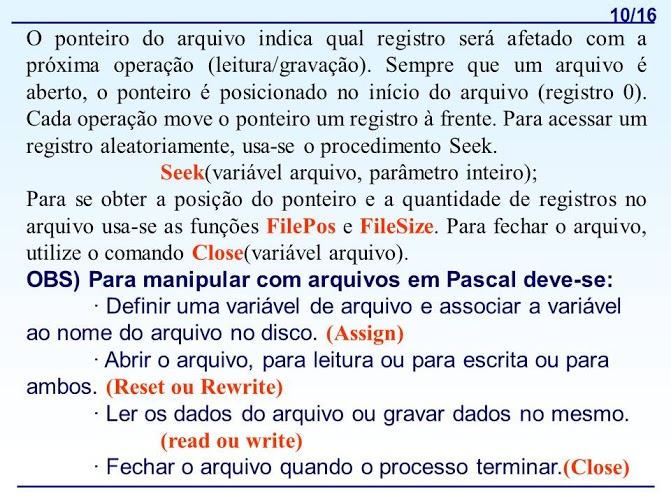 10/16
O ponteiro do arquivo indica qual registro será afetado com a
próxima operação (leitura/gravação). Sempre que um arquivo é
aberto, o ponteiro é posicionado no início do arquivo (registro 0).
Cada operação move o ponteiro um registro à frente. Para acessar um
registro aleatoriamente, usa-se o procedimento Seek.
Seek(variável arquivo, parâmetro inteiro);
Para se obter a posição do ponteiro e a quantidade de registros no
arquivo usa-se as funções FilePos e FileSize. Para fechar o arquivo,
utilize o comando Close(variável arquivo).
OBS) Para manipular com arquivos em Pascal deve-se:
· Definir uma variável de arquivo e associar a variável
ao nome do arquivo no disco. (Assign)
· Abrir o arquivo, para leitura ou para escrita ou para
ambos. (Reset ou Rewrite)
· Ler os dados do arquivo ou gravar dados no mesmo.
(read ou write)
· Fechar o arquivo quando o processo terminar.(Close)